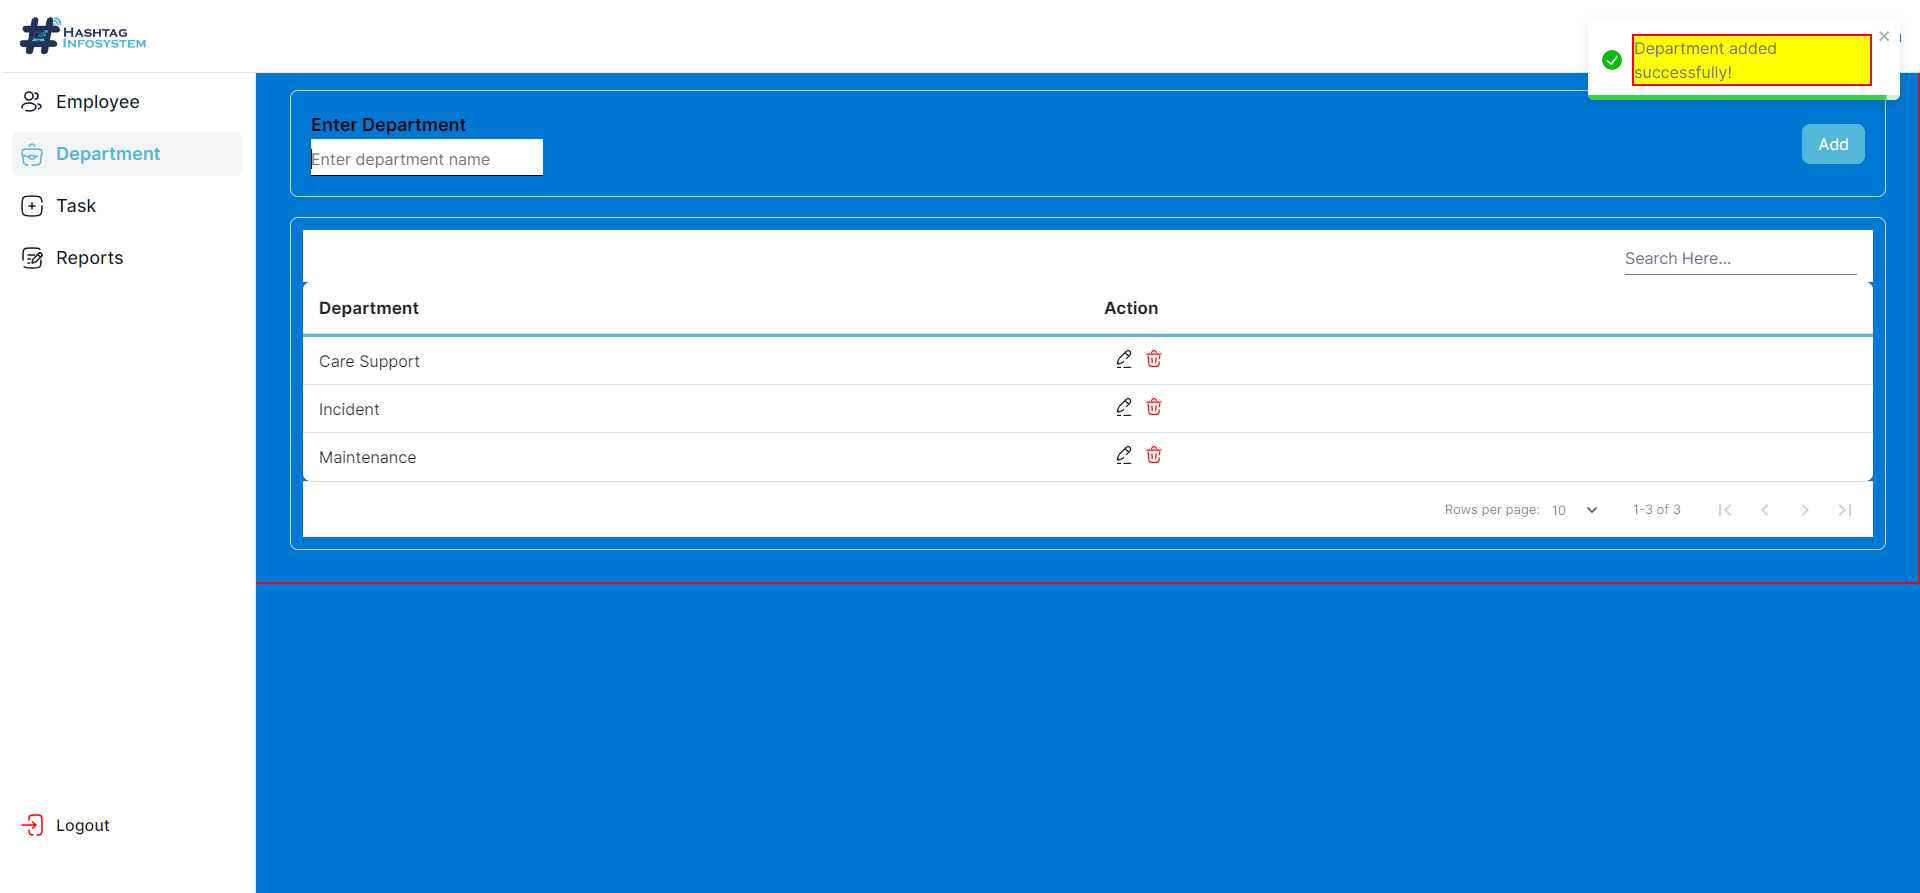 HASHTAG
INFOSYSTEM
Department added
successfully!
Employee
Department
Task
Reports
Logout
Enter Department
Enter department name
Add
Search Here...
Department Action
Care Support
Incident
Maintenance
Rows per page: 10 1-3 of 3